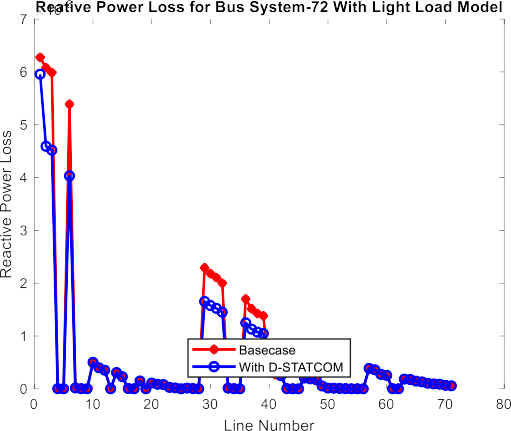 Reative Power Loss for Bus System-72 With Light Load Model
7
6
5
4
3
2
1
0
Reactive Power Loss
0 10 20 30 40 50 60 70 80
Line Number
Basecase
With D-STATCOM